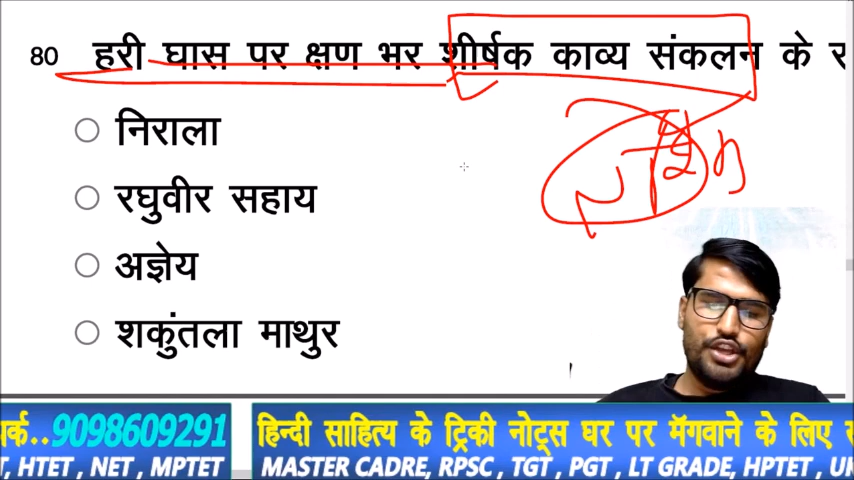 80 हरी घास पर क्षण भर शीर्षक काव्य संकलन के
निराला
रघुवीर सहाय
अज्ञेय
शकुंतला माथुर
र्क..9098609291 हिन्दी साहित्य के ट्रिकी नोट्स घर पर मॅगवाने के लिए
T, HTET , NET , MPTET MASTER CADRE, RPSC , TGT , PGT , LT GRADE, HPTET , UK